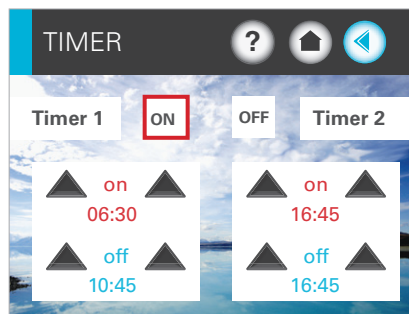 TIMER ?
Timer 1 ON OFF Timer 2
on on
06:30 16:45
off off
10:45 16:45